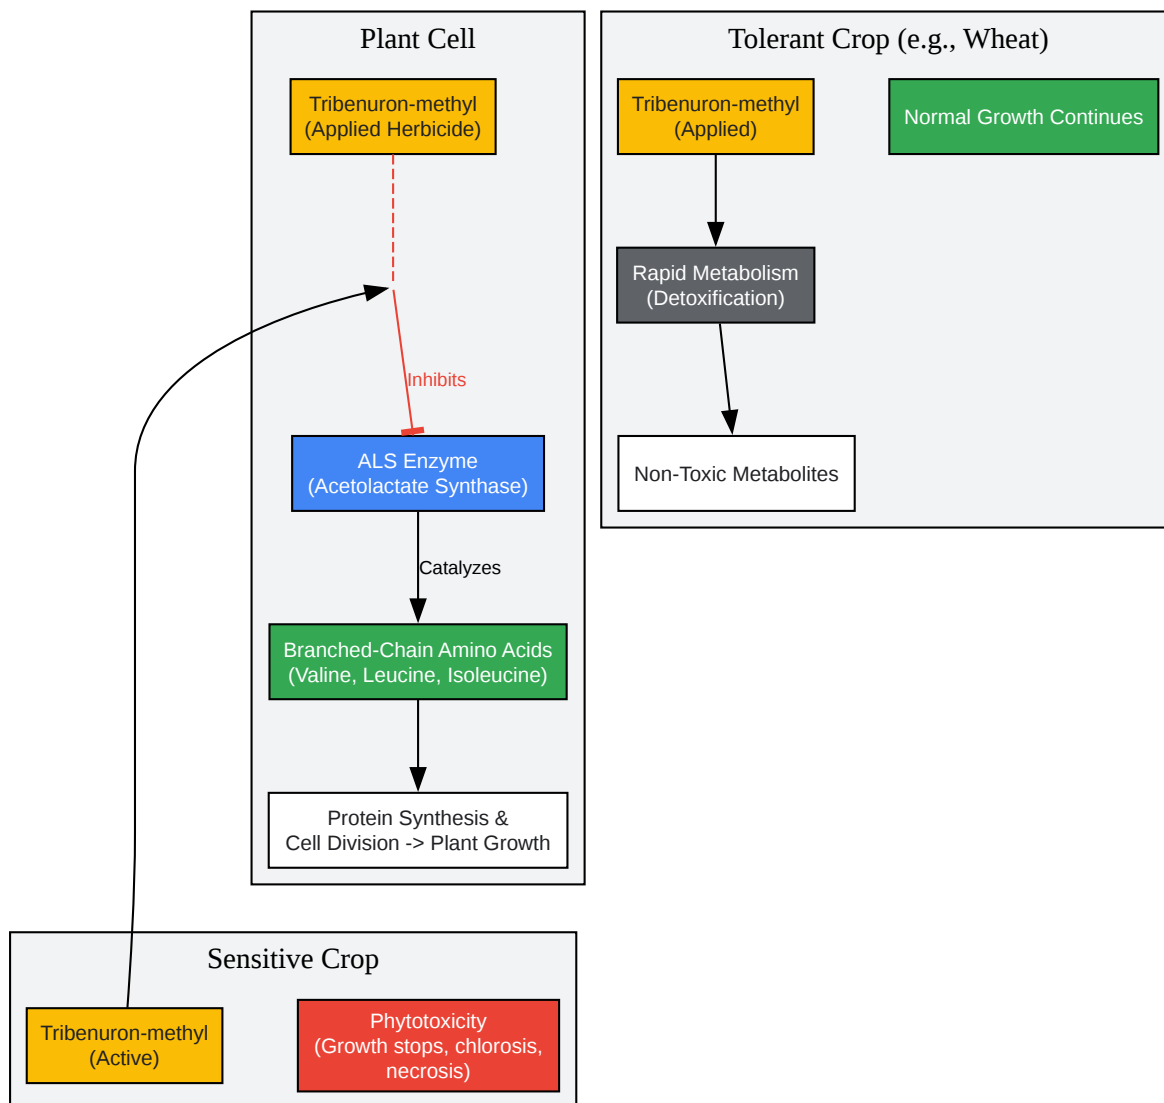 Plant Cell
Tribenuron-methyl
(Applied Herbicide)
Inhibits
ALS Enzyme
(Acetolactate Synthase)
Catalyzes
Branched-Chain Amino Acids
(Valine, Leucine, Isoleucine)
Protein Synthesis &
Cell Division -> Plant Growth
Tolerant Crop (e.g., Wheat)
Tribenuron-methyl
(Applied)
Normal Growth Continues
Rapid Metabolism
(Detoxification)
Non-Toxic Metabolites
Sensitive Crop
Tribenuron-methyl
(Active)
Phytotoxicity
(Growth stops, chlorosis,
necrosis)